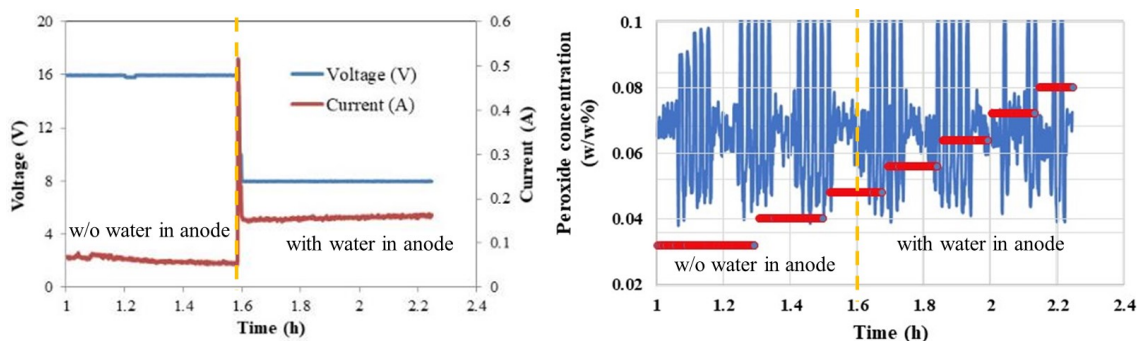 20
16
12
8
4
0
Voltage (V)
Voltage (V)
Current (A)
w/o water in anode
with water in anode
0.6
0.5
0.4
0.3
0.2
0.1
0
Current (A)
1
1.2
1.4
1.6
1.8
2
2.2
2.4
Time (h)
0.1
0.08
0.06
0.04
0.02
Peroxide concentration
(w/w%)
w/o water in anode
with water in anode
1
1.2
1.4
1.6
1.8
2
2.2
2.4
Time (h)